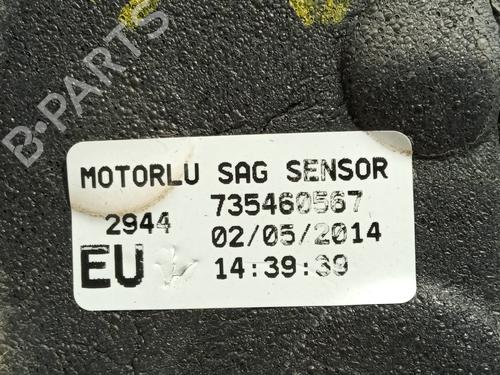 B-PARTS
MOTORLU SAG SENSOR
2944 735460567
02/05/2014
EU 14:39:39